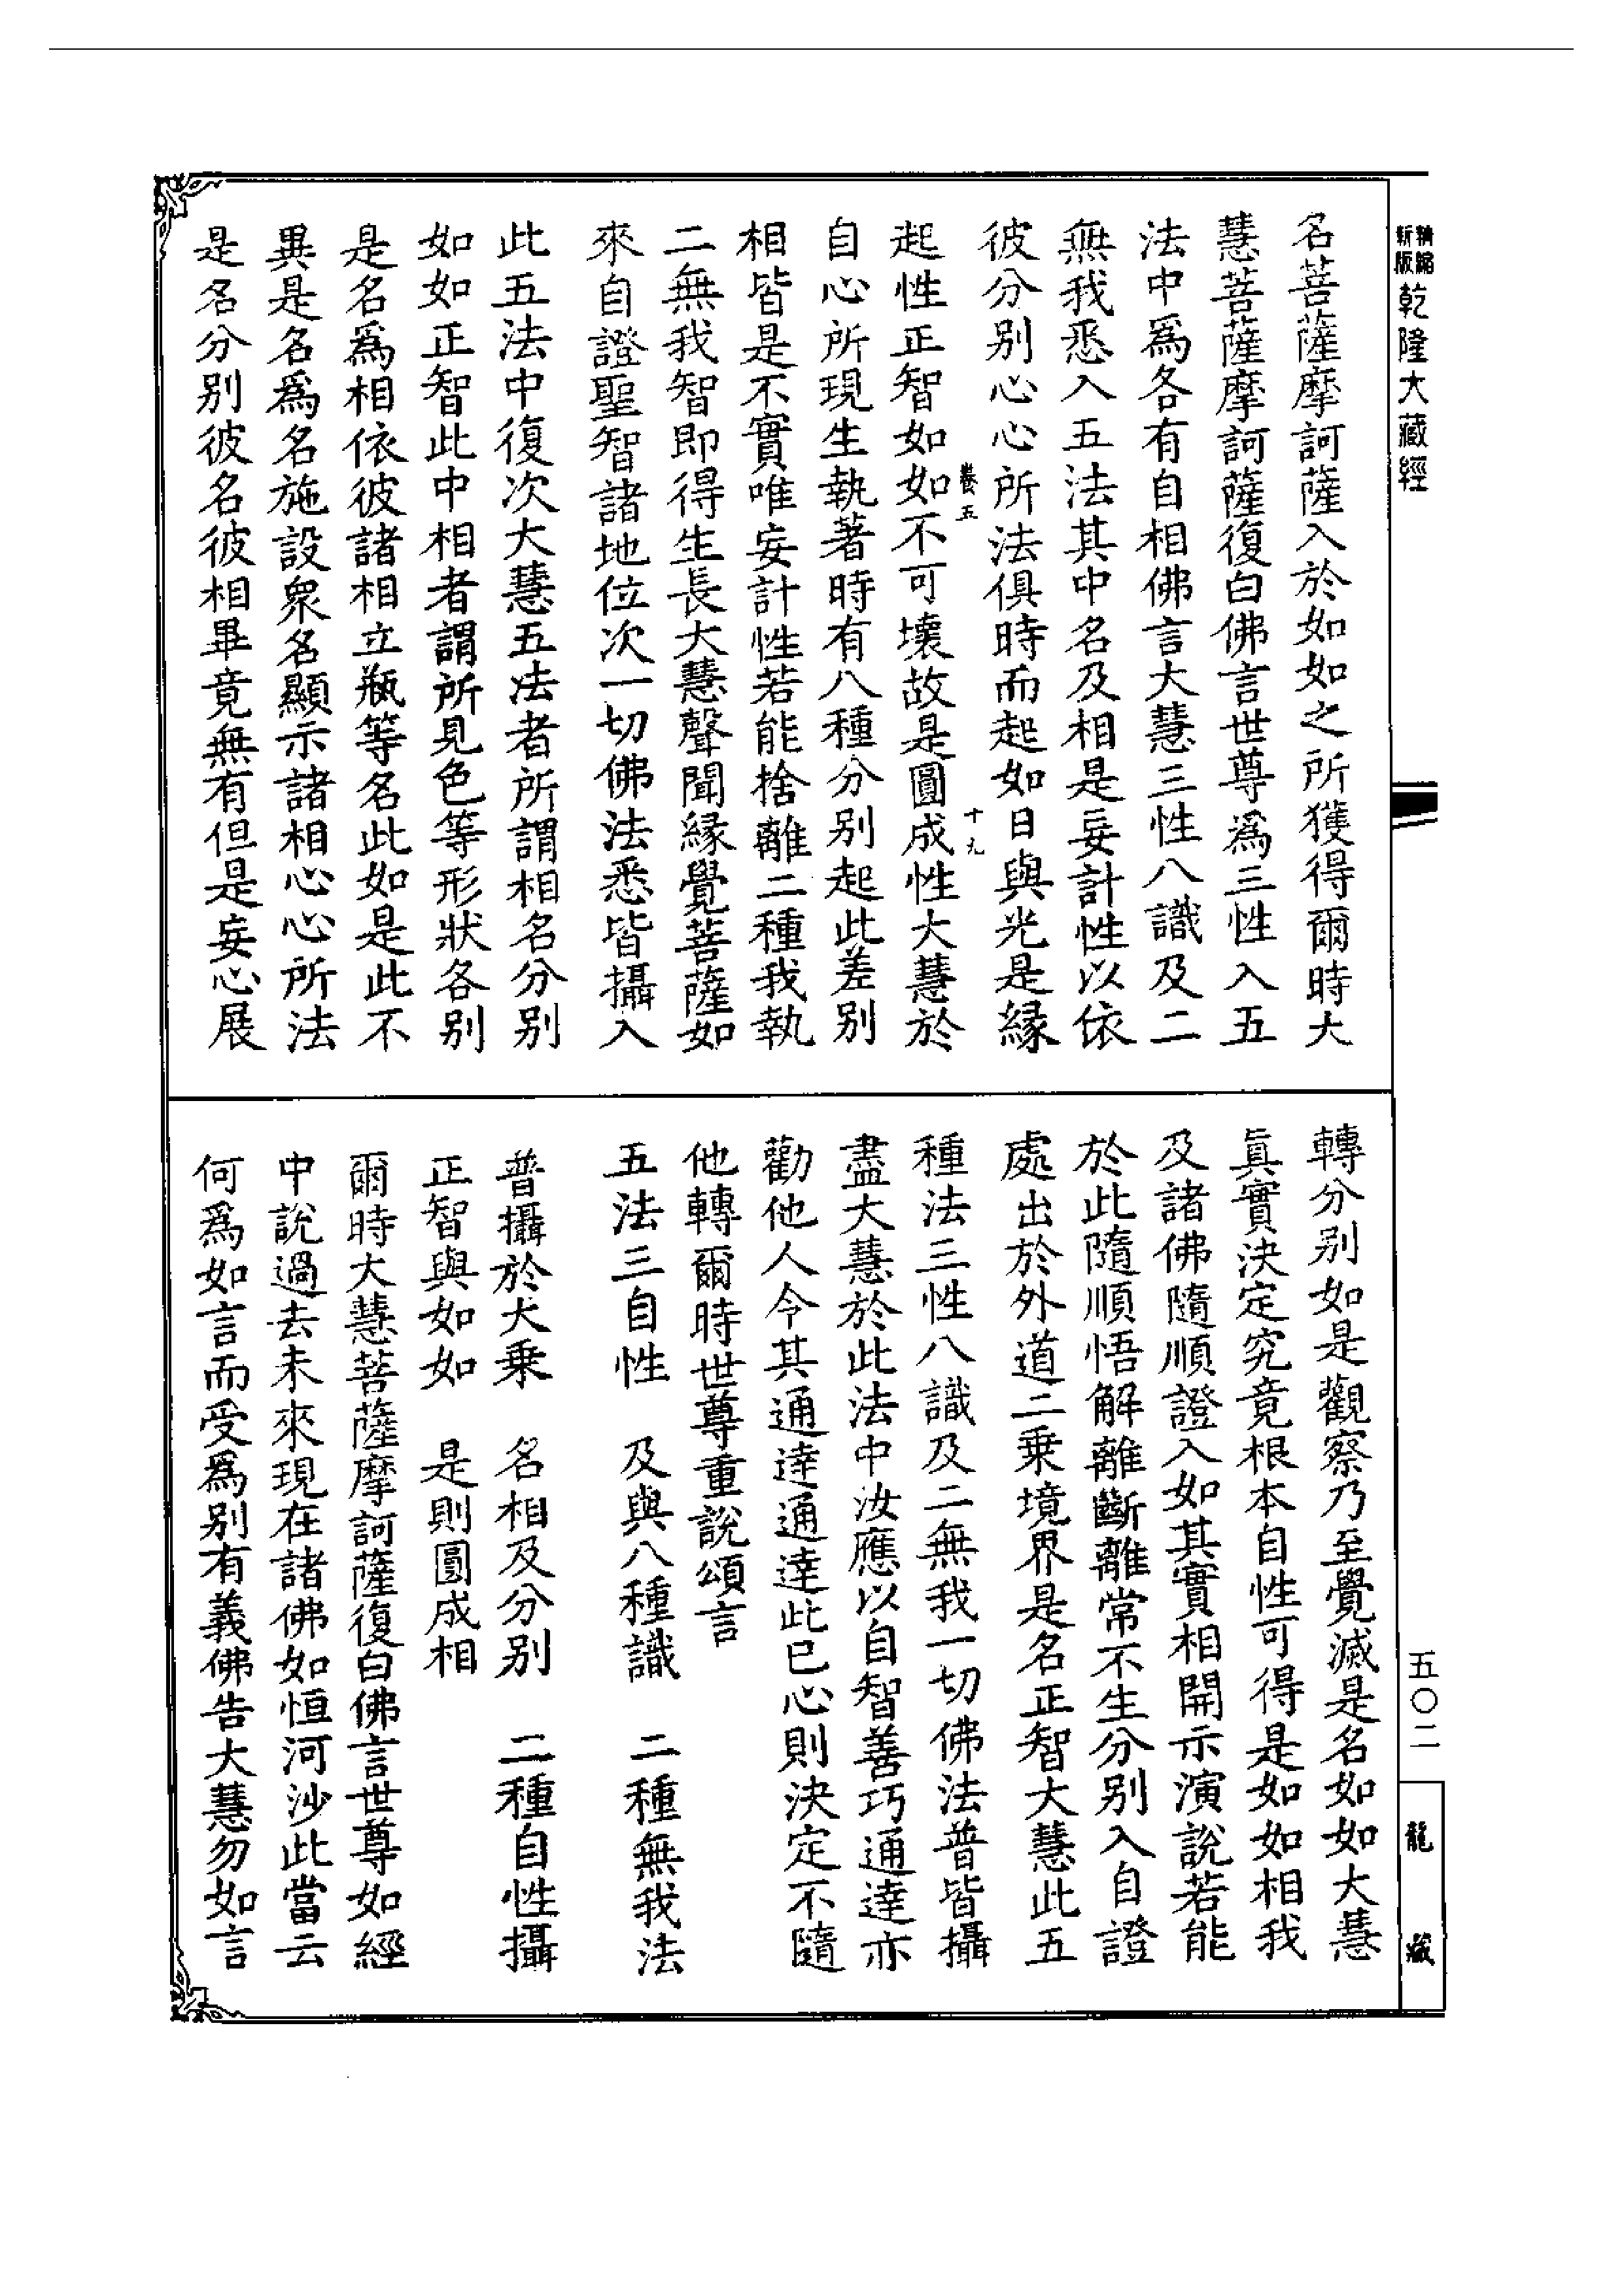 精縮新版乾隆大藏經
名菩薩摩訶薩入於如如之所獲得爾時大
慧菩薩摩訶薩復白佛言世尊爲三性入五
法中爲各有自相佛言大慧三性八識及二
無我悉入五法其中名及相是妄計性以依
彼分別心心所法俱時而起如日與光是緣
卷五 十九
起性正智如如不可壞故是圓成性大慧於
自心所現生執著時有八種分別起此差別
相皆是不實唯妄計性若能捨離二種我執
二無我智即得生長大慧聲聞緣覺菩薩如
來自證聖智諸地位次一切佛法悉皆攝入
此五法中復次大慧五法者所謂相名分別
如如正智此中相者謂所見色等形狀各別
是名爲相依彼諸相立瓶等名此如是此不
異是名爲名施設衆名顯示諸相心心所法
是名分別彼名彼相畢竟無有但是妄心展
轉分別如是觀察乃至覺滅是名如如大慧
眞實決定究竟根本自性可得是如如相我
及諸佛隨順證入如其實相開示演說若能
於此隨順悟解離斷離常不生分別入自證
處出於外道二乘境界是名正智大慧此五
種法三性八識及二無我一切佛法普皆攝
盡大慧於此法中汝應以自智善巧通達亦
勸他人令其通達通達此已心則決定不隨
他轉爾時世尊重說頌言
五法三自性 及與八種識 二種無我法
普攝於大乘 名相及分別 二種自性攝
正智與如如 是則圓成相
爾時大慧菩薩摩訶薩復白佛言世尊如經
中說過去未來現在諸佛如恒河沙此當云
何爲如言而受爲別有義佛告大慧勿如言
五〇二
龍藏